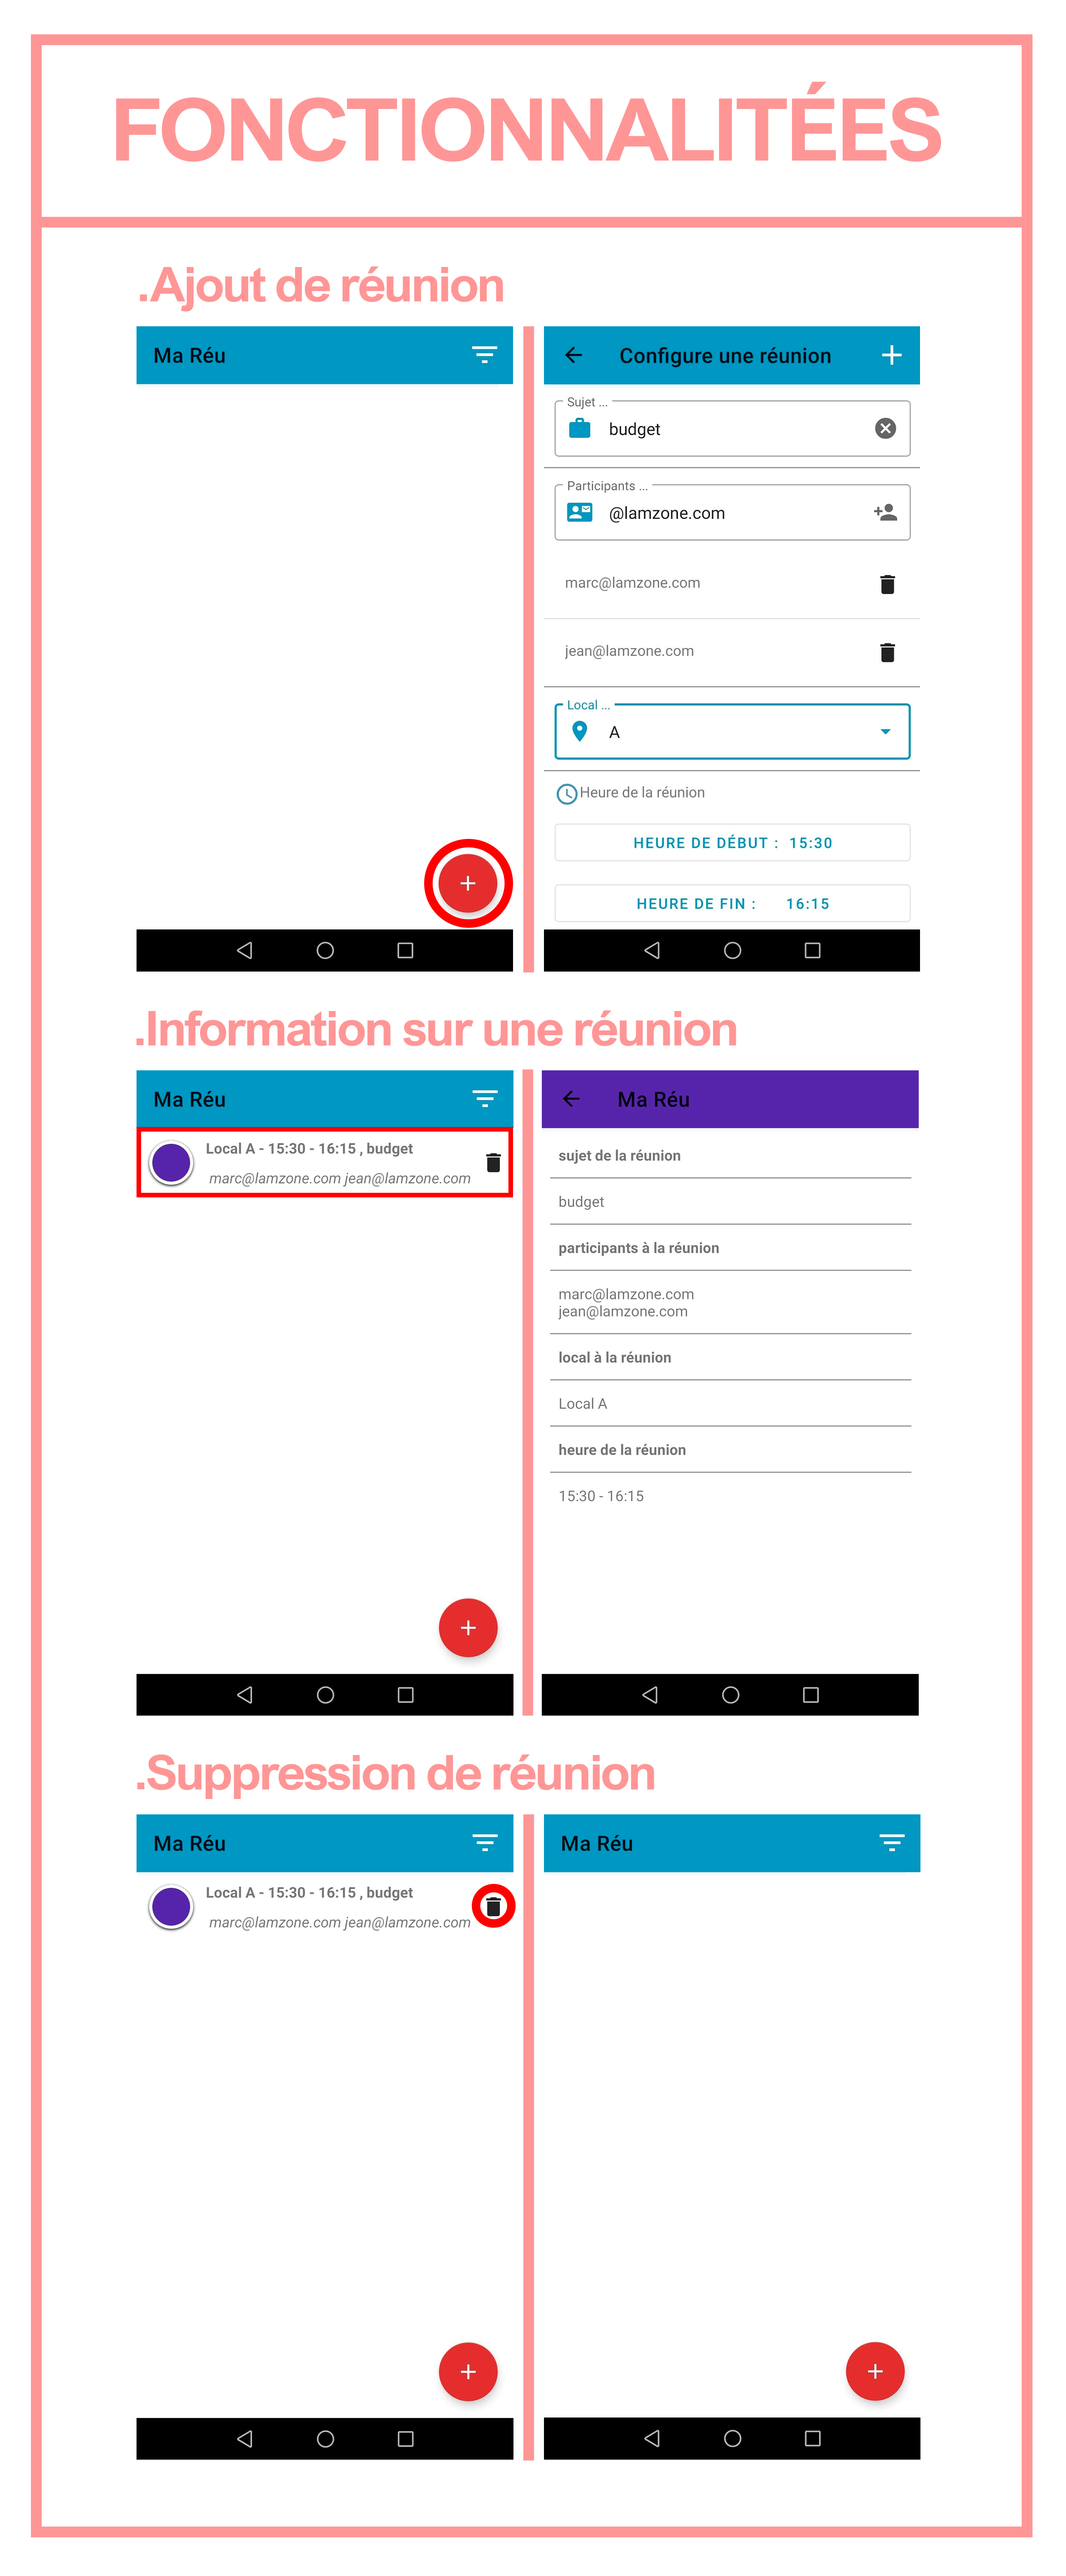 FONCTIONNALITÉES
.Ajout de réunion
Ma Réu
Configure une réunion
Sujet ...
budget
Participants ...
@lamzone.com
marc@lamzone.com
jean@lamzone.com
Local ...
A
Heure de la réunion
HEURE DE DÉBUT : 15:30
HEURE DE FIN : 16:15
.Information sur une réunion
Ma Réu
Local A - 15:30 - 16:15 , budget
marc@lamzone.com jean@lamzone.com
Ma Réu
sujet de la réunion
budget
participants à la réunion
marc@lamzone.com
jean@lamzone.com
local à la réunion
Local A
heure de la réunion
15:30 - 16:15
.Suppression de réunion
Ma Réu
Local A - 15:30 - 16:15 , budget
marc@lamzone.com jean@lamzone.com
Ma Réu